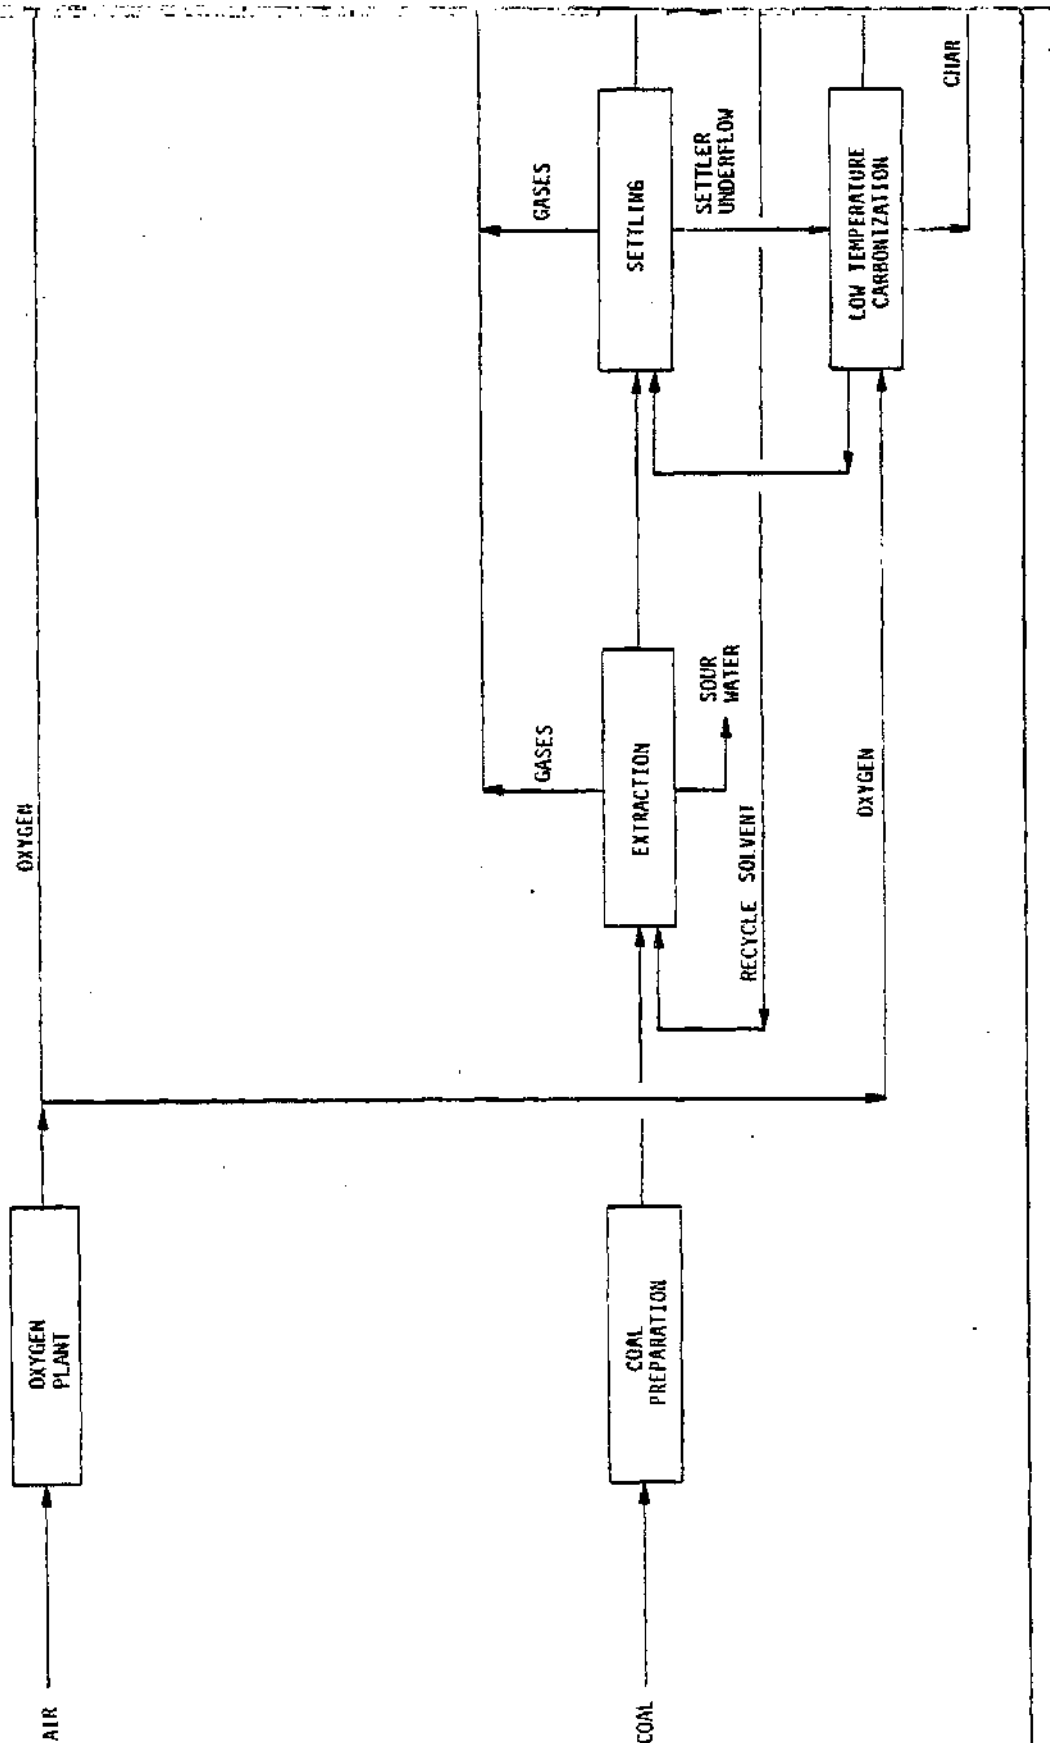 AIR
OXYGEN
PLANT
OXYGEN
COAL
COAL
PREPARATION
GASES
EXTRACTION
SOUR
WATER
RECYCLE SOLVENT
OXYGEN
GASES
SETTLING
SETTLER
UNDERFLOW
LOW TEMPERATURE
CARBONIZATION
CHAR